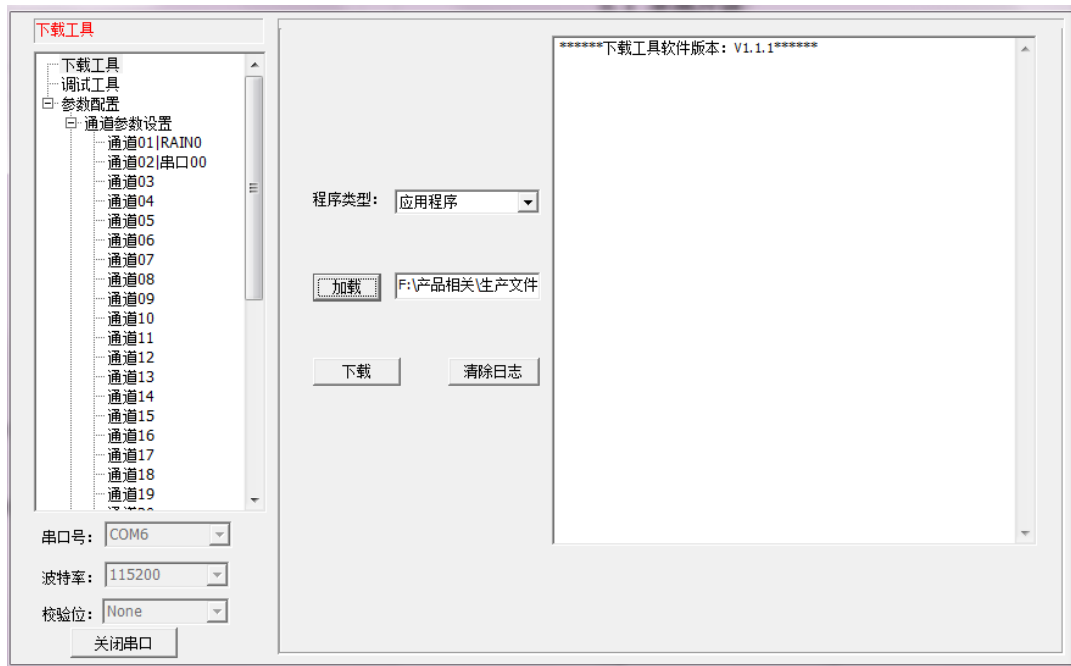 下载工具
下载工具
调试工具
参数配置
通道参数设置
通道01|RAIN0
通道02|串口00
通道03
通道04
通道05
通道06
通道07
通道08
通道09
通道10
通道11
通道12
通道13
通道14
通道15
通道16
通道17
通道18
通道19
串口号: COM6
波特率: 115200
校验位: None
关闭串口
程序类型: 应用程序
加载 F:\产品相关\生产文件
下载 清除日志
******下载工具软件版本: V1.1.1******